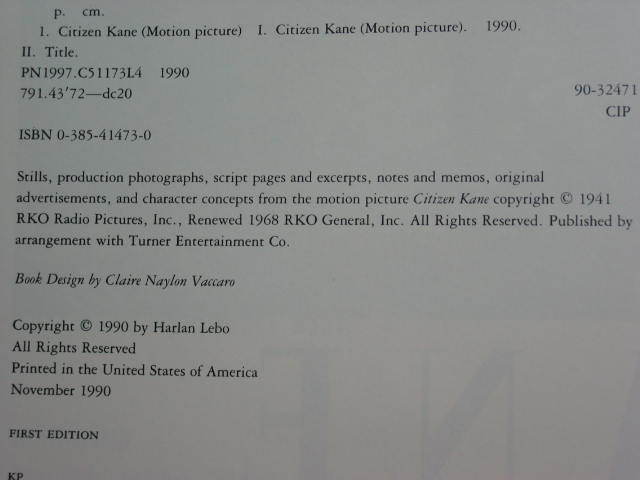 p. cm.
1. Citizen Kane (Motion picture) I. Citizen Kane (Motion picture). 1990.
II. Title.
PN1997.C51173L4 1990
791.43'72—dc20
90-32471
CIP
ISBN 0-385-41473-0
Stills, production photographs, script pages and excerpts, notes and memos, original
advertisements, and character concepts from the motion picture Citizen Kane copyright © 1941
RKO Radio Pictures, Inc., Renewed 1968 RKO General, Inc. All Rights Reserved. Published by
arrangement with Turner Entertainment Co.
Book Design by Claire Naylon Vaccaro
Copyright © 1990 by Harlan Lebo
All Rights Reserved
Printed in the United States of America
November 1990
FIRST EDITION
KP